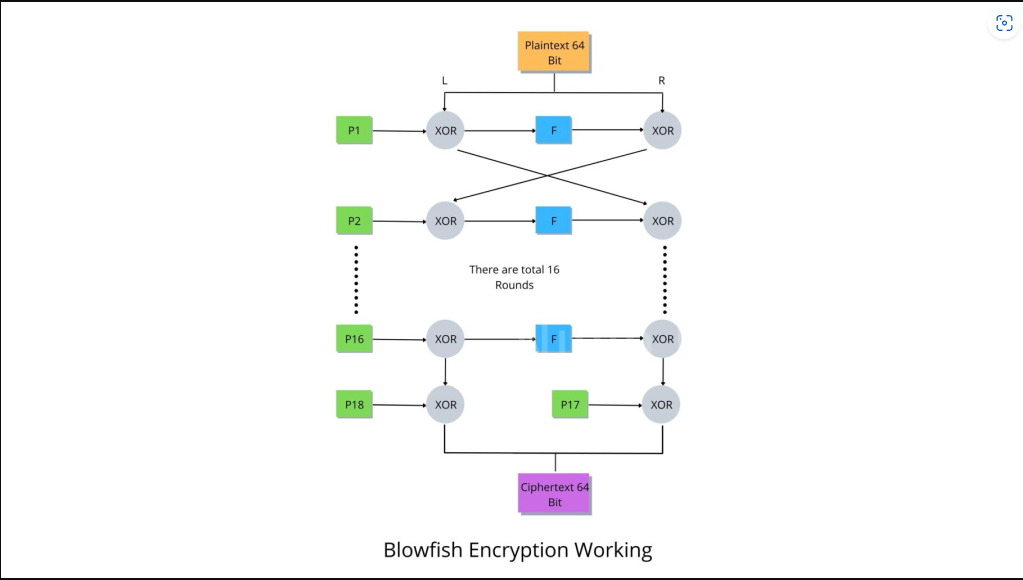 Plaintext 64
Bit
L
R
P1
XOR
F
XOR
P2
XOR
F
XOR
There are total 16
Rounds
P16
XOR
F
XOR
P18
XOR
P17
XOR
Ciphertext 64
Bit
Blowfish Encryption Working